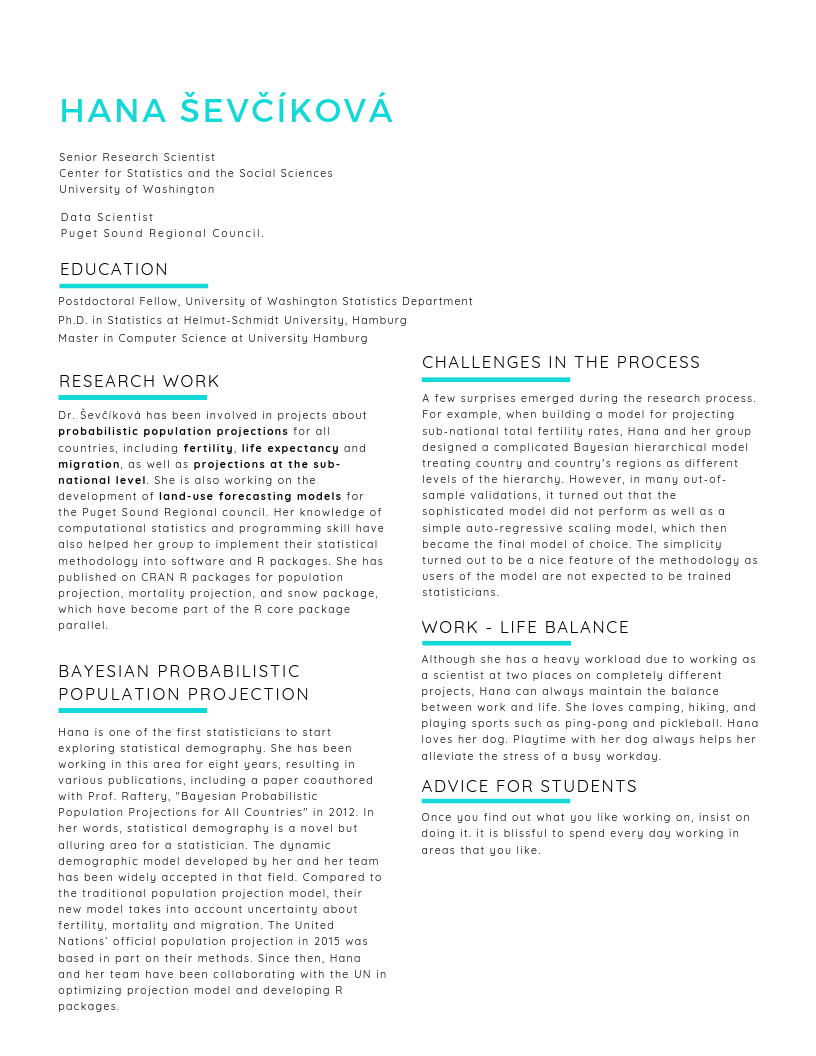 HANA ŠEVČÍKOVÁ
Senior Research Scientist
Center for Statistics and the Social Sciences
University of Washington
Data Scientist
Puget Sound Regional Council.
EDUCATION
Postdoctoral Fellow, University of Washington Statistics Department
Ph.D. in Statistics at Helmut-Schmidt University, Hamburg
Master in Computer Science at University Hamburg
RESEARCH WORK
Dr. Ševčíková has been involved in projects about
probabilistic population projections for all
countries, including fertility, life expectancy and
migration, as well as projections at the sub-
national level. She is also working on the
development of land-use forecasting models for
the Puget Sound Regional council. Her knowledge of
computational statistics and programming skill have
also helped her group to implement their statistical
methodology into software and R packages. She has
published on CRAN R packages for population
projection, mortality projection, and snow package,
which have become part of the R core package
parallel.
BAYESIAN PROBABILISTIC
POPULATION PROJECTION
Hana is one of the first statisticians to start
exploring statistical demography. She has been
working in this area for eight years, resulting in
various publications, including a paper coauthored
with Prof. Raftery, "Bayesian Probabilistic
Population Projections for All Countries" in 2012. In
her words, statistical demography is a novel but
alluring area for a statistician. The dynamic
demographic model developed by her and her team
has been widely accepted in that field. Compared to
the traditional population projection model, their
new model takes into account uncertainty about
fertility, mortality and migration. The United
Nations’ official population projection in 2015 was
based in part on their methods. Since then, Hana
and her team have been collaborating with the UN in
optimizing projection model and developing R
packages.
CHALLENGES IN THE PROCESS
A few surprises emerged during the research process.
For example, when building a model for projecting
sub-national total fertility rates, Hana and her group
designed a complicated Bayesian hierarchical model
treating country and country's regions as different
levels of the hierarchy. However, in many out-of-
sample validations, it turned out that the
sophisticated model did not perform as well as a
simple auto-regressive scaling model, which then
became the final model of choice. The simplicity
turned out to be a nice feature of the methodology as
users of the model are not expected to be trained
statisticians.
WORK - LIFE BALANCE
Although she has a heavy workload due to working as
a scientist at two places on completely different
projects, Hana can always maintain the balance
between work and life. She loves camping, hiking, and
playing sports such as ping-pong and pickleball. Hana
loves her dog. Playtime with her dog always helps her
alleviate the stress of a busy workday.
ADVICE FOR STUDENTS
Once you find out what you like working on, insist on
doing it. it is blissful to spend every day working in
areas that you like.